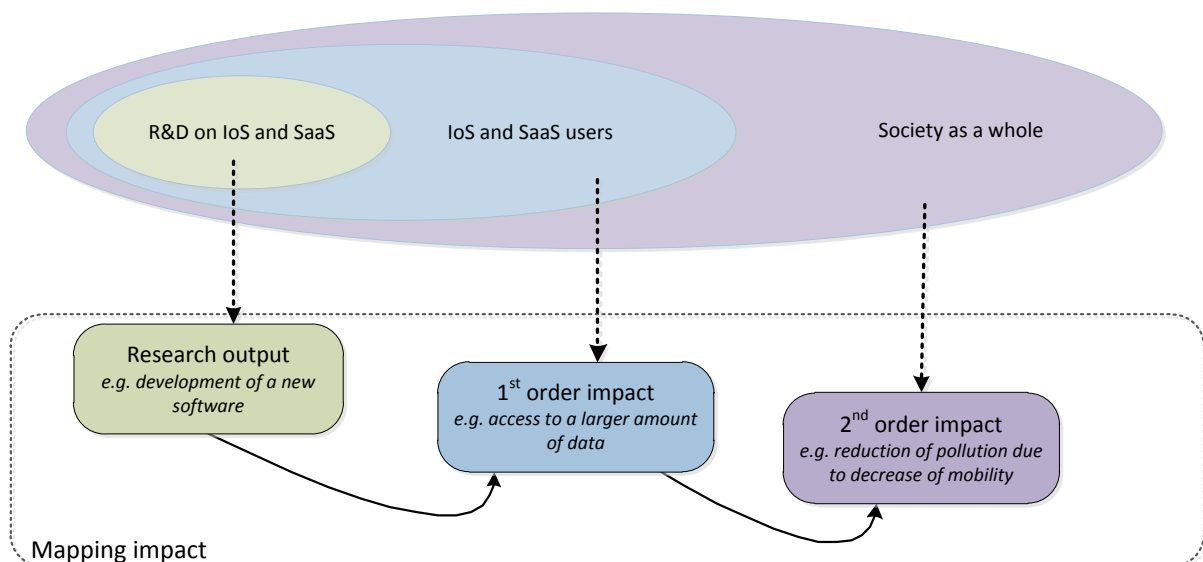 R&D on IoS and SaaS
IoS and SaaS users
Society as a whole
Research output
e.g. development of a new
software
1st order impact
e.g. access to a larger amount
of data
2nd order impact
e.g. reduction of pollution due
to decrease of mobility
Mapping impact